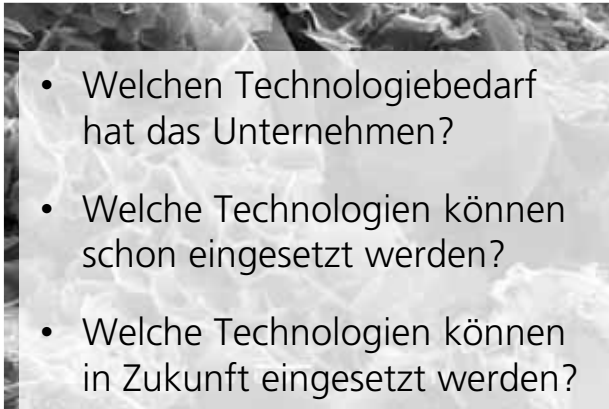 • Welchen Technologiebedarf
hat das Unternehmen?
• Welche Technologien können
schon eingesetzt werden?
• Welche Technologien können
in Zukunft eingesetzt werden?